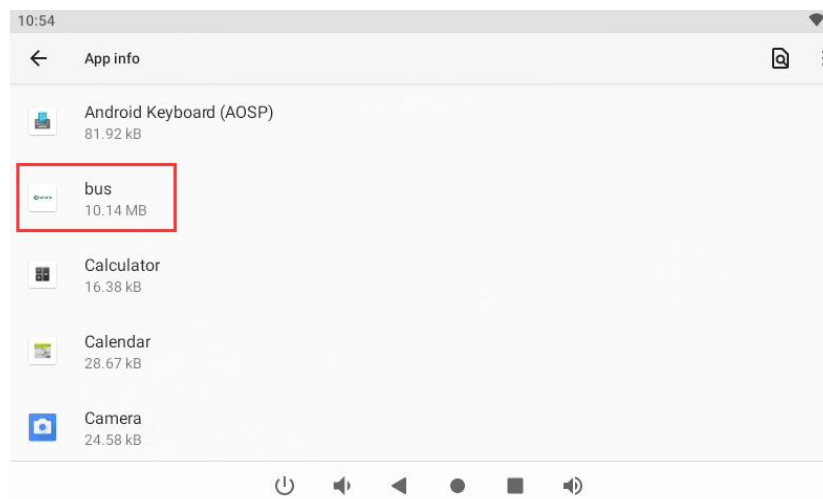 10:54
App info
Android Keyboard (AOSP)
81.92 kB
bus
10.14 MB
Calculator
16.38 kB
Calendar
28.67 kB
Camera
24.58 kB